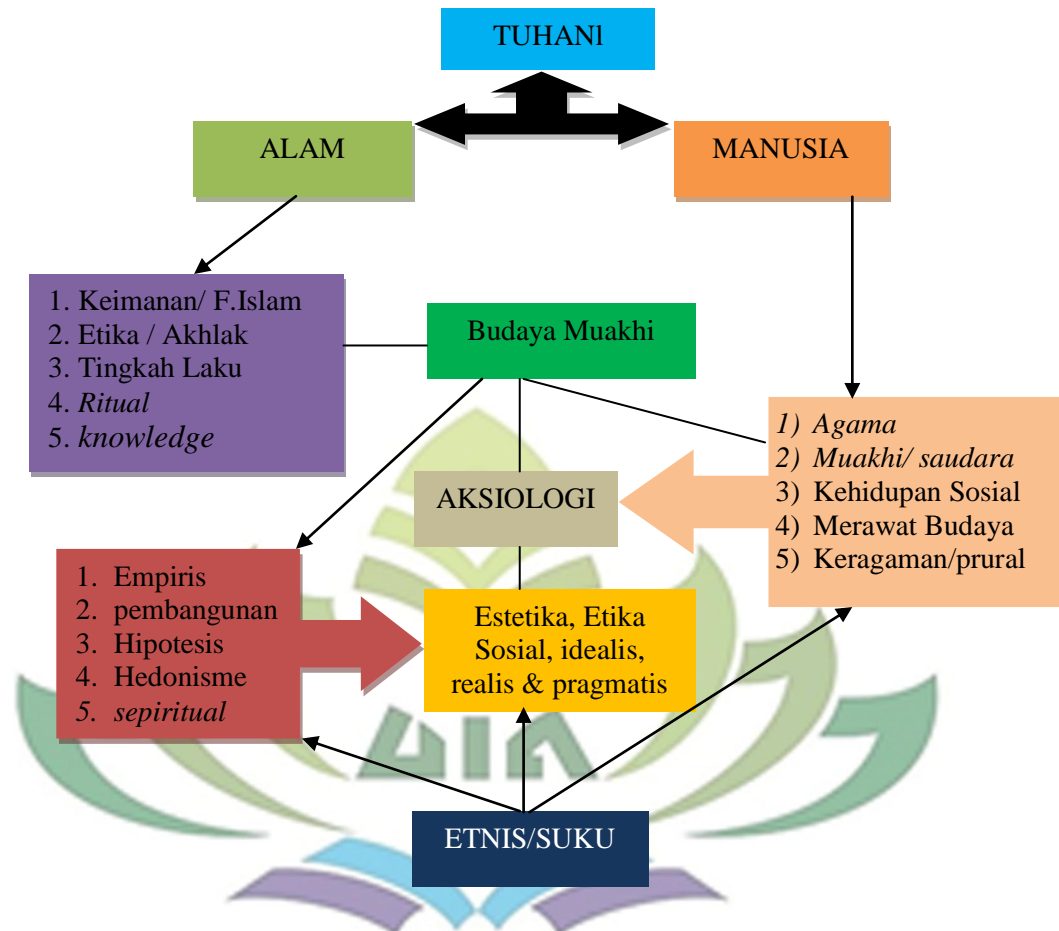 TUHANl
ALAM
MANUSIA
1. Keimanan/ F.Islam
2. Etika / Akhlak
3. Tingkah Laku
4. Ritual
5. knowledge
Budaya Muakhi
1) Agama
2) Muakhi/ saudara
3) Kehidupan Sosial
4) Merawat Budaya
5) Keragaman/prural
AKSIOLOGI
1. Empiris
2. pembangunan
3. Hipotesis
4. Hedonisme
5. sepiritual
Estetika, Etika
Sosial, idealis,
realis & pragmatis
UIN
ETNIS/SUKU